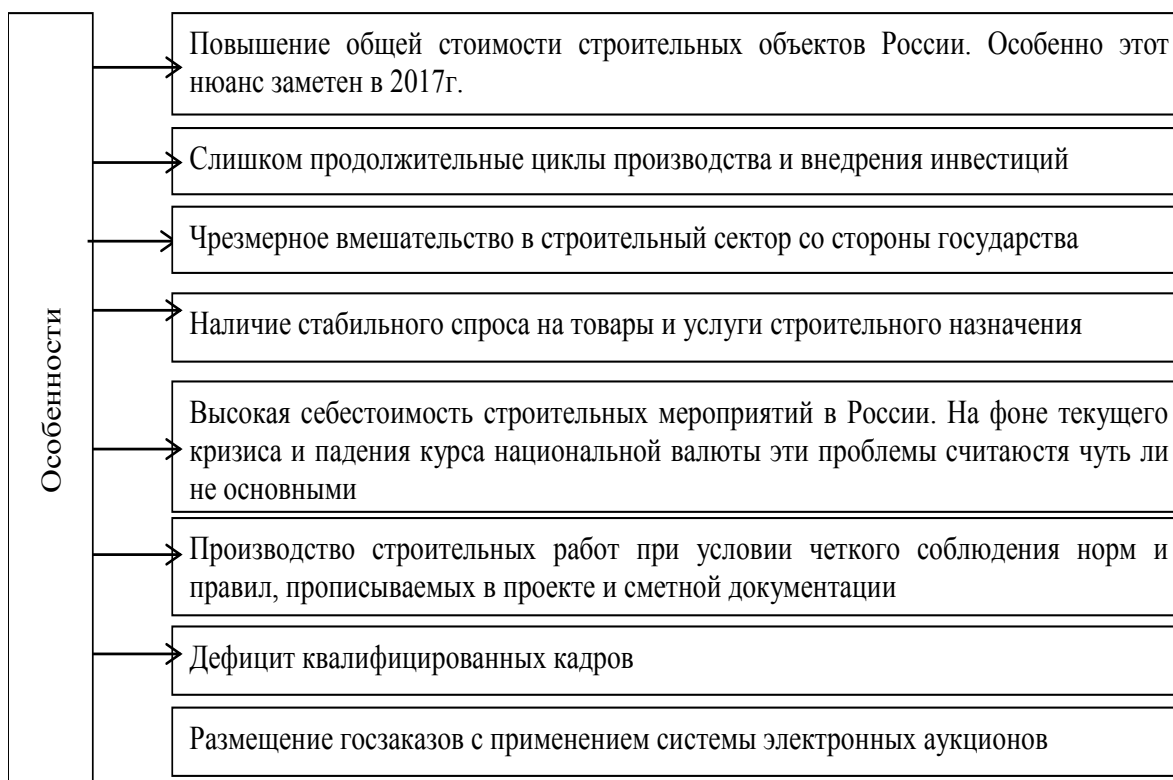 Особенности
Повышение общей стоимости строительных объектов России. Особенно этот
нюанс заметен в 2017г.
Слишком продолжительные циклы производства и внедрения инвестиций
Чрезмерное вмешательство в строительный сектор со стороны государства
Наличие стабильного спроса на товары и услуги строительного назначения
Высокая себестоимость строительных мероприятий в России. На фоне текущего
кризиса и падения курса национальной валюты эти проблемы считаюстя чуть ли
не основными
Производство строительных работ при условии четкого соблюдения норм и
правил, прописываемых в проекте и сметной документации
Дефицит квалифицированных кадров
Размещение госзаказов с применением системы электронных аукционов